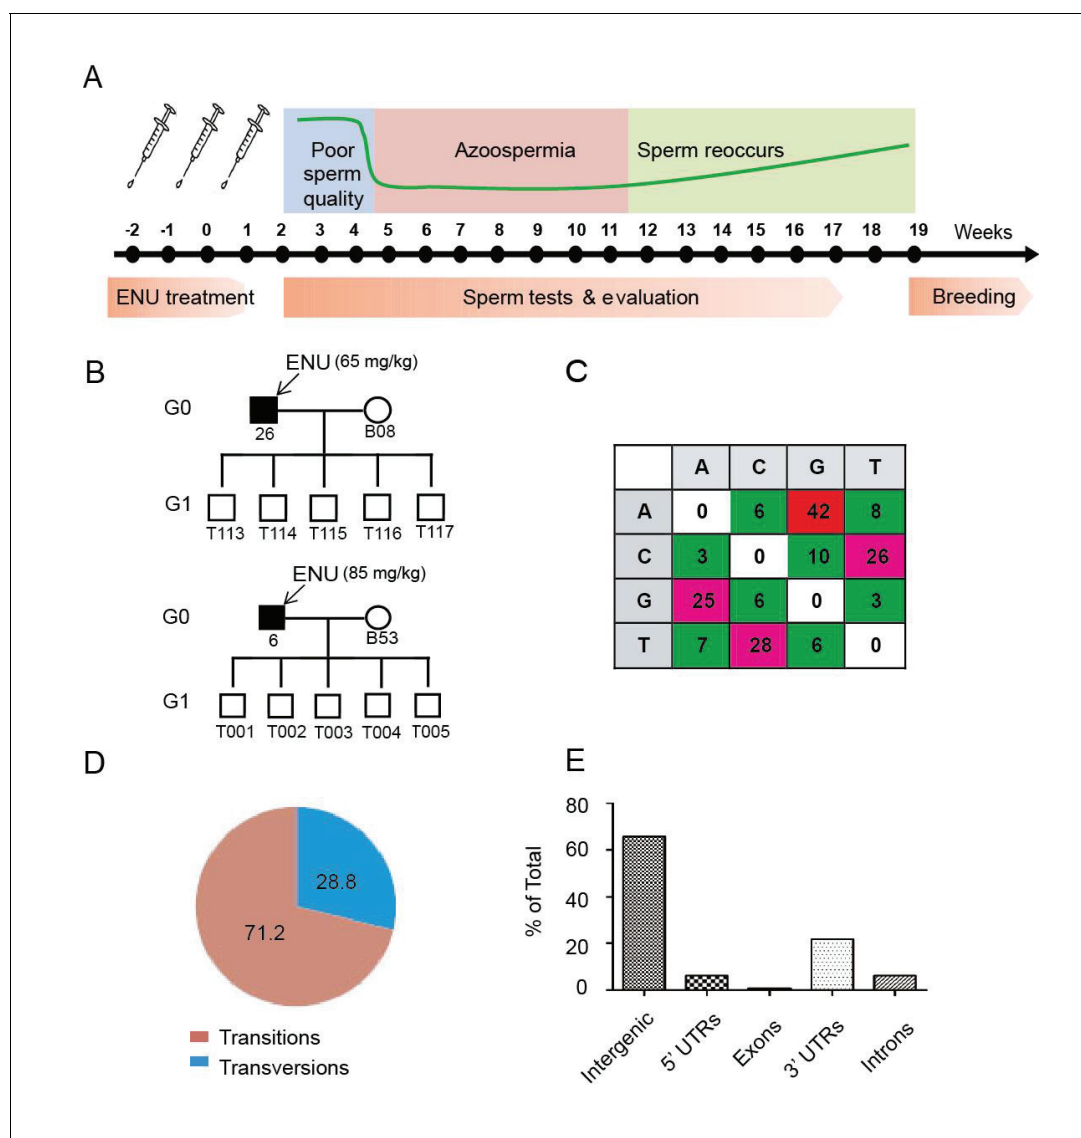 A
Poor
sperm
quality
Azoospermia
Sperm reoccurs
-2 -1 0 1 2 3 4 5 6 7 8 9 10 11 12 13 14 15 16 17 18 19 Weeks
ENU treatment
Sperm tests & evaluation
Breeding
B
ENU (65 mg/kg)
G0
26
B08
G1
T113 T114 T115 T116 T117
ENU (85 mg/kg)
G0
6
B53
G1
T001 T002 T003 T004 T005
C
A C G T
A 0 6 42 8
C 3 0 10 26
G 25 6 0 3
T 7 28 6 0
D
28.8
71.2
Transitions
Transversions
E
% of Total
80
60
40
20
0
Intergenic
5' UTRs
Exons
3' UTRs
Introns